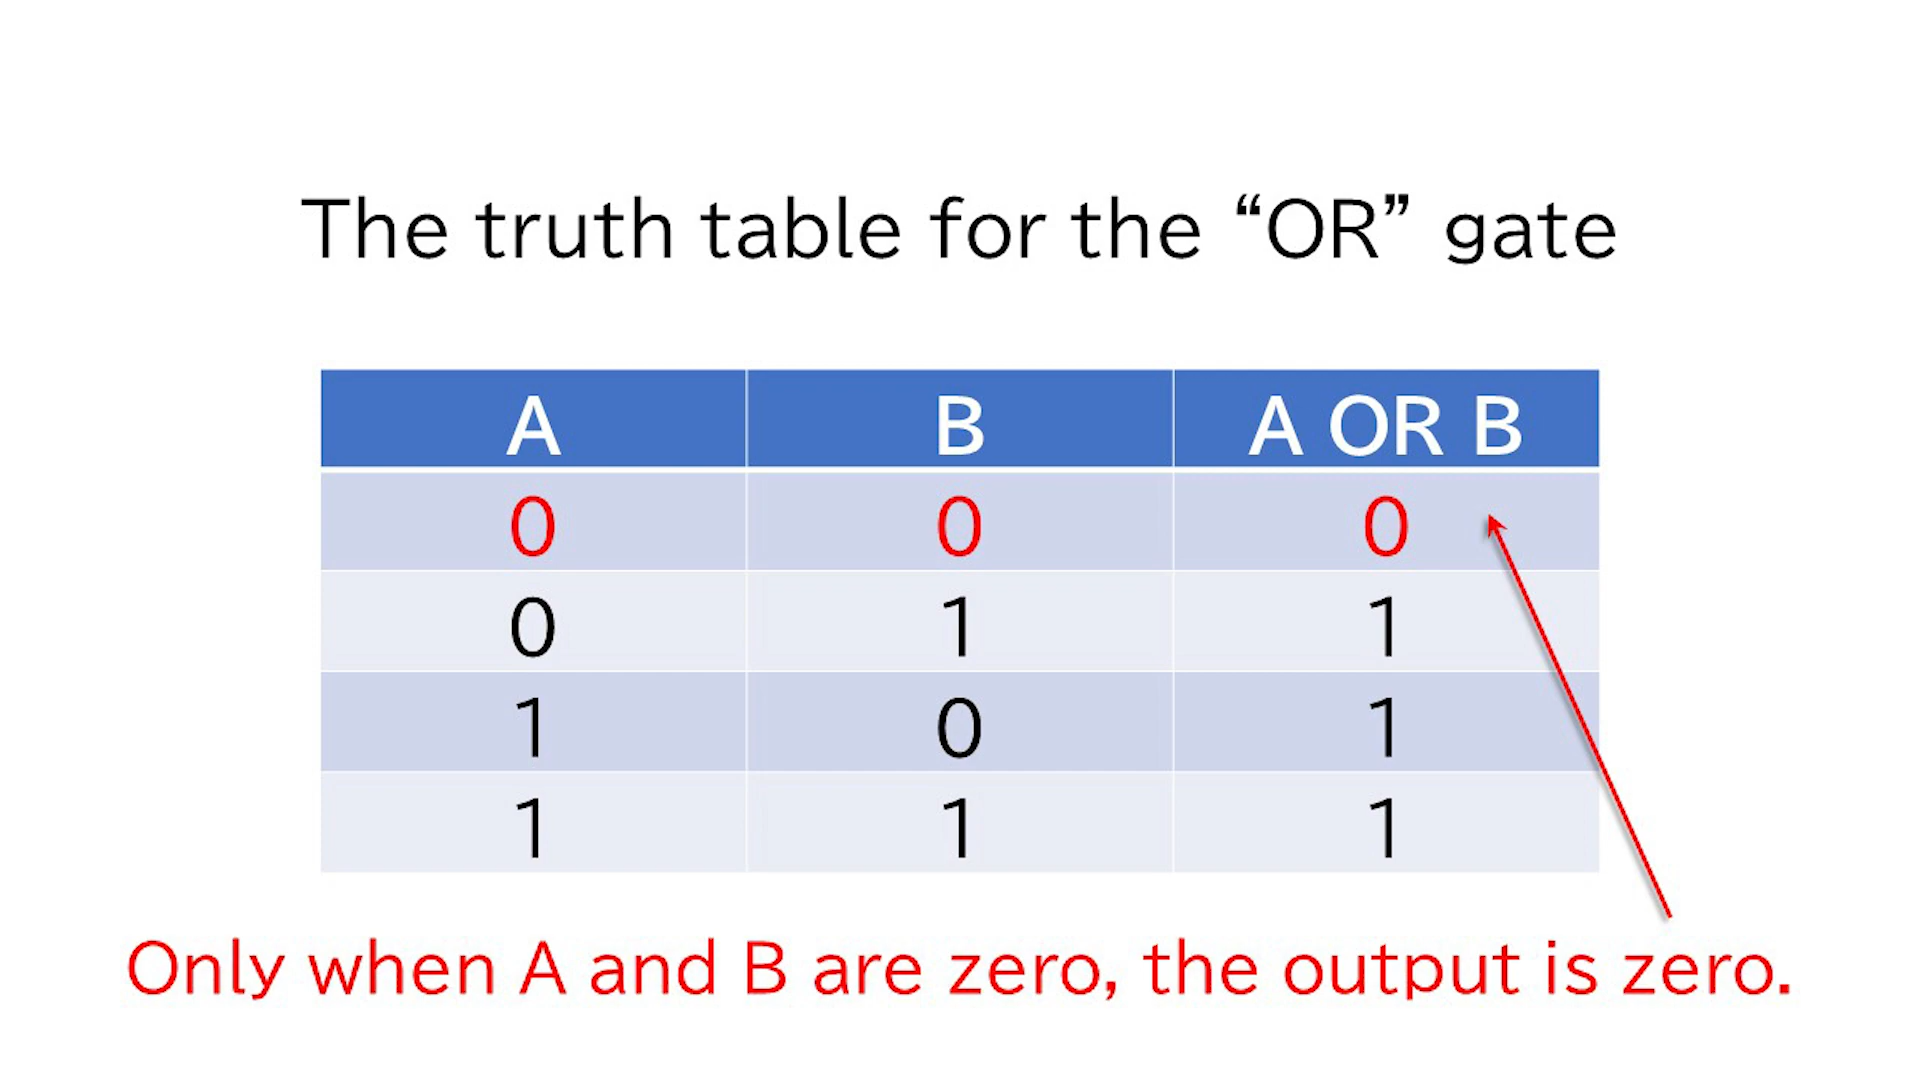 The truth table for the “OR” gate
A B A OR B
0 0 0
0 1 1
1 0 1
1 1 1
Only when A and B are zero, the output is zero.